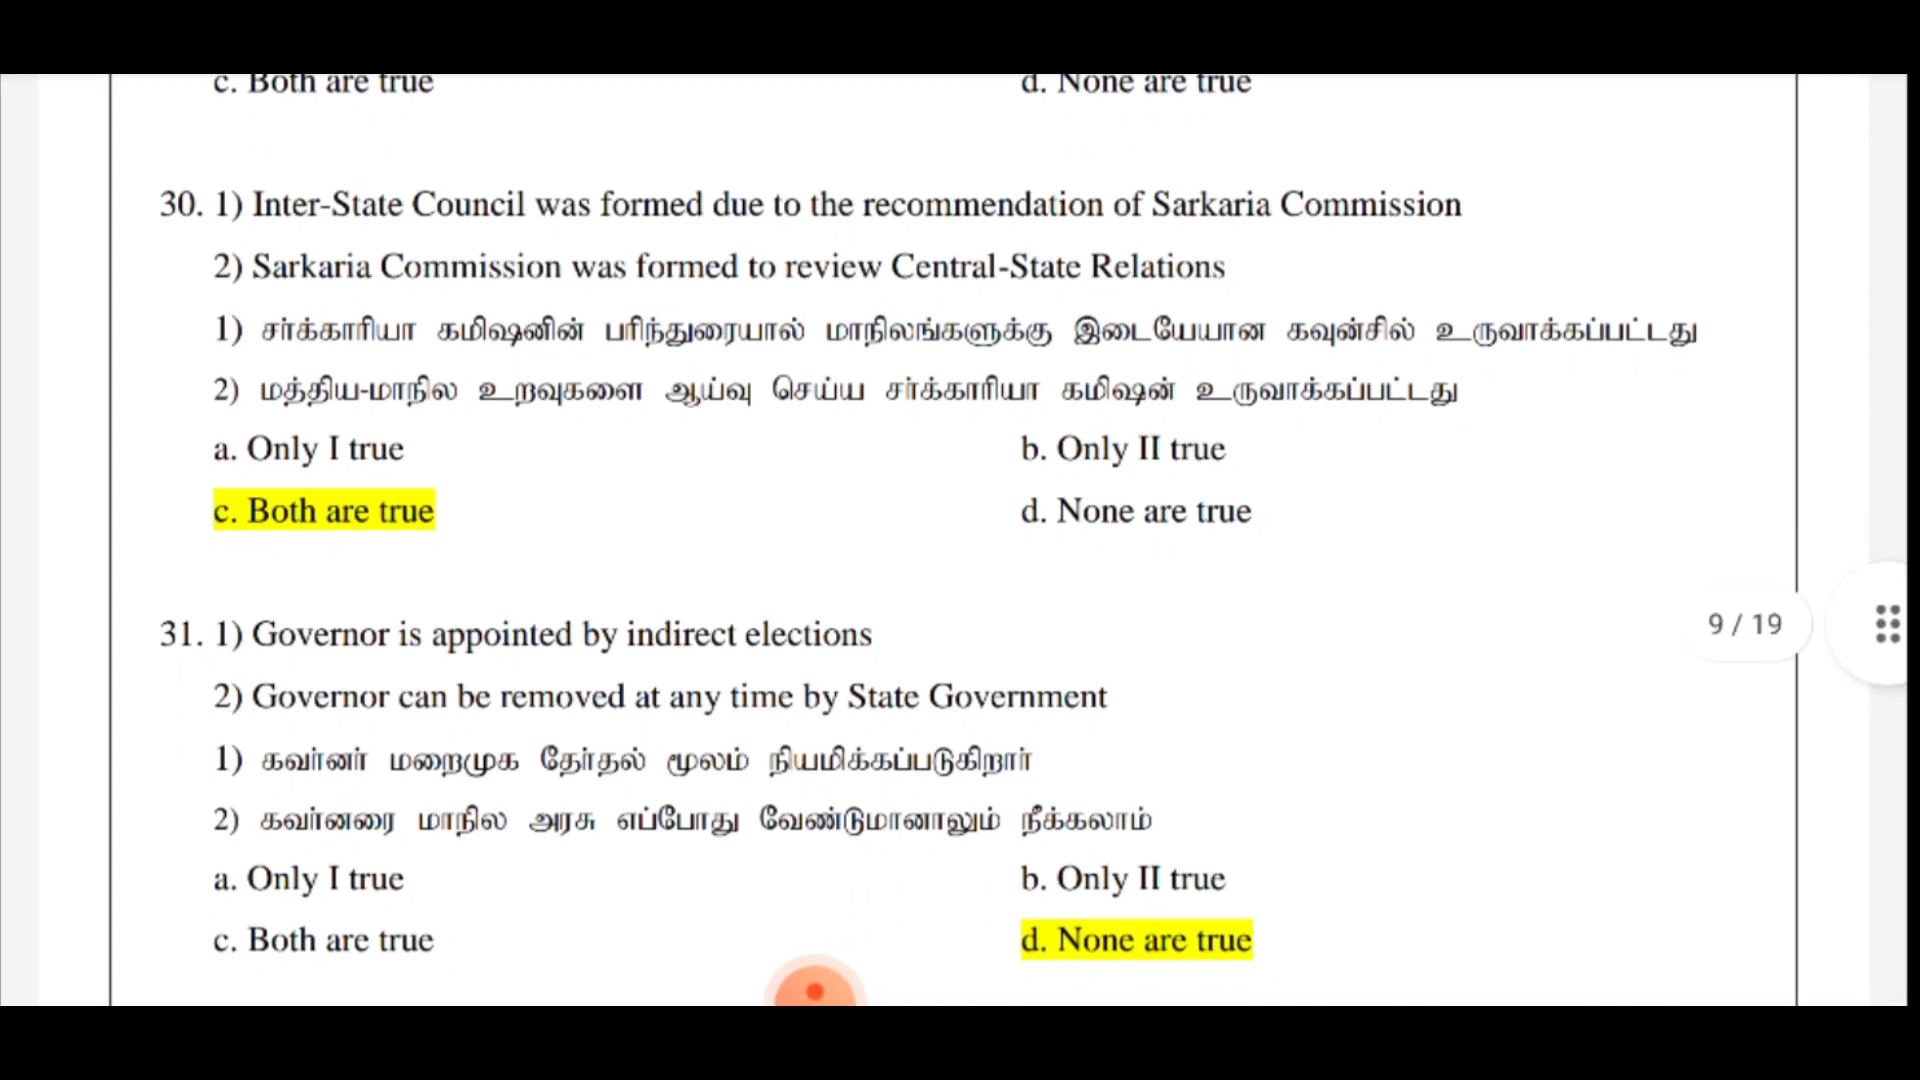 c. Both are true d. None are true
30. 1) Inter-State Council was formed due to the recommendation of Sarkaria Commission
2) Sarkaria Commission was formed to review Central-State Relations
1) சர்க்காரியா கமிஷனின் பரிந்துரையால் மாநிலங்களுக்கு இடையேயான கவுன்சில் உருவாக்கப்பட்டது
2) மத்திய-மாநில உறவுகளை ஆய்வு செய்ய சர்க்காரியா கமிஷன் உருவாக்கப்பட்டது
a. Only I true b. Only II true
c. Both are true d. None are true
31. 1) Governor is appointed by indirect elections
9 / 19
2) Governor can be removed at any time by State Government
1) கவர்னர் மறைமுக தேர்தல் மூலம் நியமிக்கப்படுகிறார்
2) கவர்னரை மாநில அரசு எப்போது வேண்டுமானாலும் நீக்கலாம்
a. Only I true b. Only II true
c. Both are true d. None are true